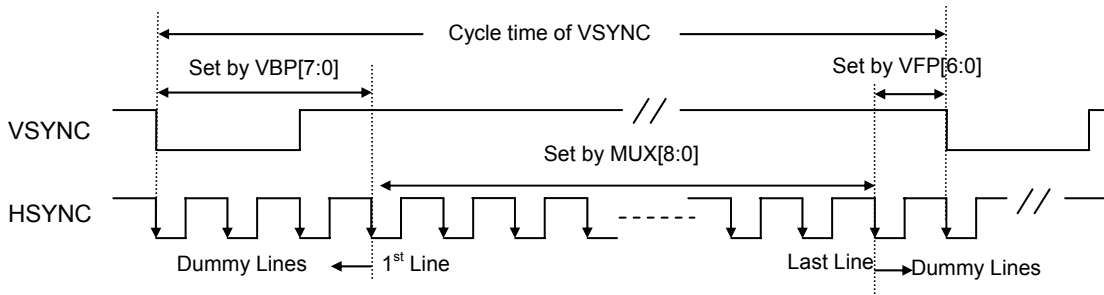 Cycle time of VSYNC
Set by VBP[7:0]
Set by VFP[6:0]
VSYNC
Set by MUX[8:0]
HSYNC
Dummy Lines
1st Line
Last Line
Dummy Lines